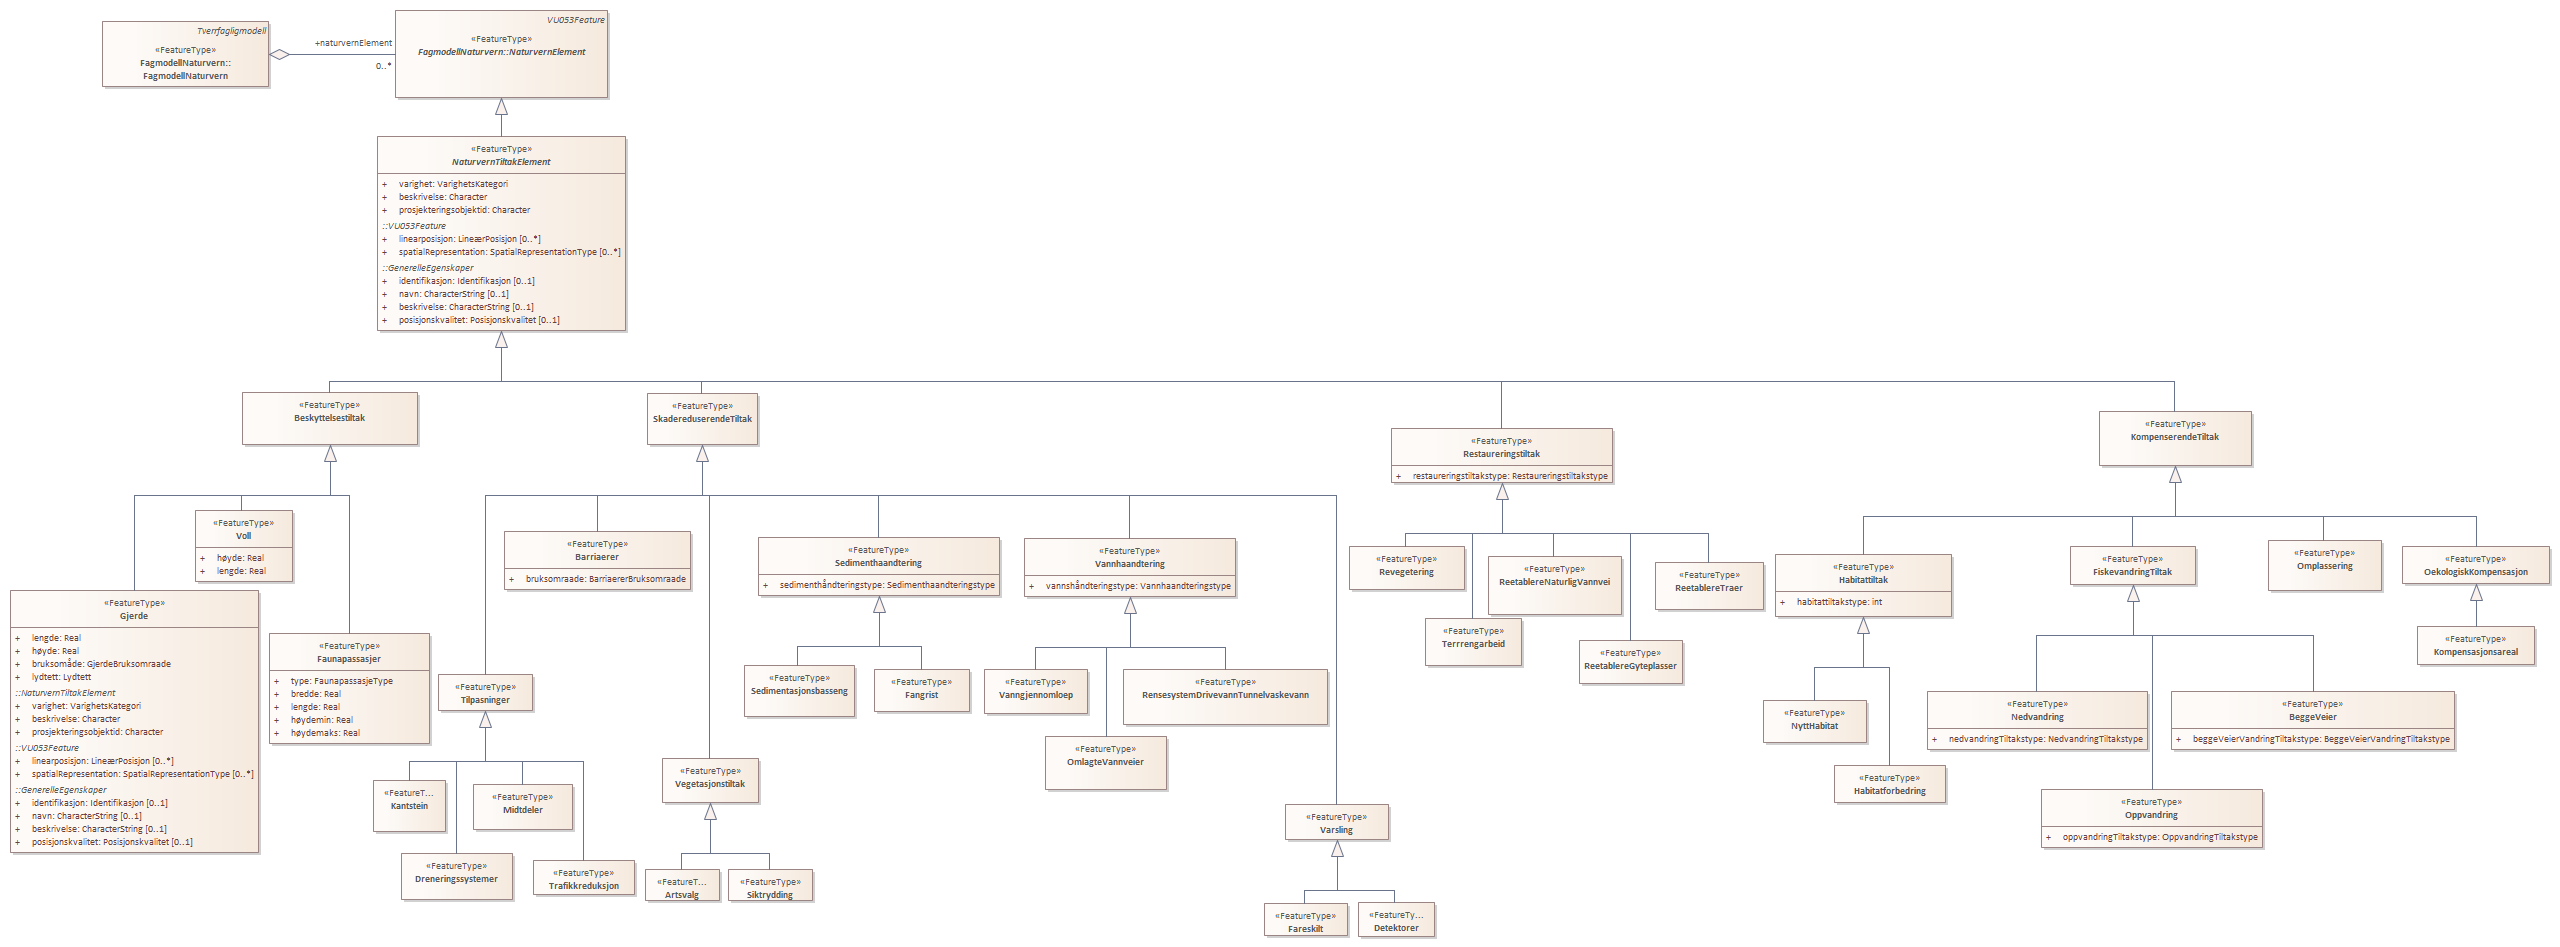 Tverrfagligmodell
«FeatureType»
FagmodellNaturvern::
FagmodellNaturvern
+naturvernElement
0..*
VU053Feature
«FeatureType»
FagmodellNaturvern::NaturvernElement
«FeatureType»
NaturvernTiltakElement
+ varighet: VarighetsKategori
+ beskrivelse: Character
+ prosjekteringsobjektid: Character
::VU053Feature
+ linearposisjon: LineærPosisjon [0..*]
+ spatialRepresentation: SpatialRepresentationType [0..*]
::GenerelleEgenskaper
+ identifikasjon: Identifikasjon [0..1]
+ navn: CharacterString [0..1]
+ beskrivelse: CharacterString [0..1]
+ posisjonskvalitet: Posisjonskvalitet [0..1]
«FeatureType»
Beskyttelsestiltak
«FeatureType»
SkadereduserendeTiltak
«FeatureType»
Restaureringstiltak
+ restaureringstiltakstype: Restaureringstiltakstype
«FeatureType»
KompenserendeTiltak
«FeatureType»
Voll
+ høyde: Real
+ lengde: Real
«FeatureType»
Gjerde
+ lengde: Real
+ høyde: Real
+ bruksområde: GjerdeBruksomraade
+ lydtett: Lydtett
::NaturvernTiltakElement
+ varighet: VarighetsKategori
+ beskrivelse: Character
+ prosjekteringsobjektid: Character
::VU053Feature
+ linearposisjon: LineærPosisjon [0..*]
+ spatialRepresentation: SpatialRepresentationType [0..*]
::GenerelleEgenskaper
+ identifikasjon: Identifikasjon [0..1]
+ navn: CharacterString [0..1]
+ beskrivelse: CharacterString [0..1]
+ posisjonskvalitet: Posisjonskvalitet [0..1]
«FeatureType»
Faunapassasjer
+ type: FaunapassasjeType
+ bredde: Real
+ lengde: Real
+ høydemin: Real
+ høydemaks: Real
«FeatureType»
Barriaerer
+ bruksomraade: BarriaererBruksomraade
«FeatureType»
Sedimenthaandtering
+ sedimenthåndteringstype: Sedimenthaandteringstype
«FeatureType»
Vannhaandtering
+ vannshåndteringstype: Vannhaandteringstype
«FeatureType»
Tilpasninger
«FeatureType»
Sedimentasjonsbasseng
«FeatureType»
Fangrist
«FeatureType»
Vanngjennomloep
«FeatureType»
RensesystemDrivevannTunnelvaskevann
«FeatureType»
OmlagteVannveier
«FeatureT...
Kantstein
«FeatureType»
Midtdeler
«FeatureType»
Dreneringssystemer
«FeatureType»
Trafikkreduksjon
«FeatureType»
Vegetasjonstiltak
«FeatureT...
Artsvalg
«FeatureType»
Siktrydding
«FeatureType»
Varsling
«FeatureType»
Fareskilt
«FeatureTy...
Detektorer
«FeatureType»
Revegetering
«FeatureType»
ReetablereNaturligVannvei
«FeatureType»
ReetablereTraer
«FeatureType»
Terrrengarbeid
«FeatureType»
ReetablereGyteplasser
«FeatureType»
Habitattiltak
+ habitattiltakstype: int
«FeatureType»
FiskevandringTiltak
«FeatureType»
Omplassering
«FeatureType»
OekologiskKompensasjon
«FeatureType»
Kompensasjonsareal
«FeatureType»
NyttHabitat
«FeatureType»
Habitatforbedring
«FeatureType»
Nedvandring
+ nedvandringTiltakstype: NedvandringTiltakstype
«FeatureType»
BeggeVeier
+ beggeVeierVandringTiltakstype: BeggeVeierVandringTiltakstype
«FeatureType»
Oppvandring
+ oppvandringTiltakstype: OppvandringTiltakstype